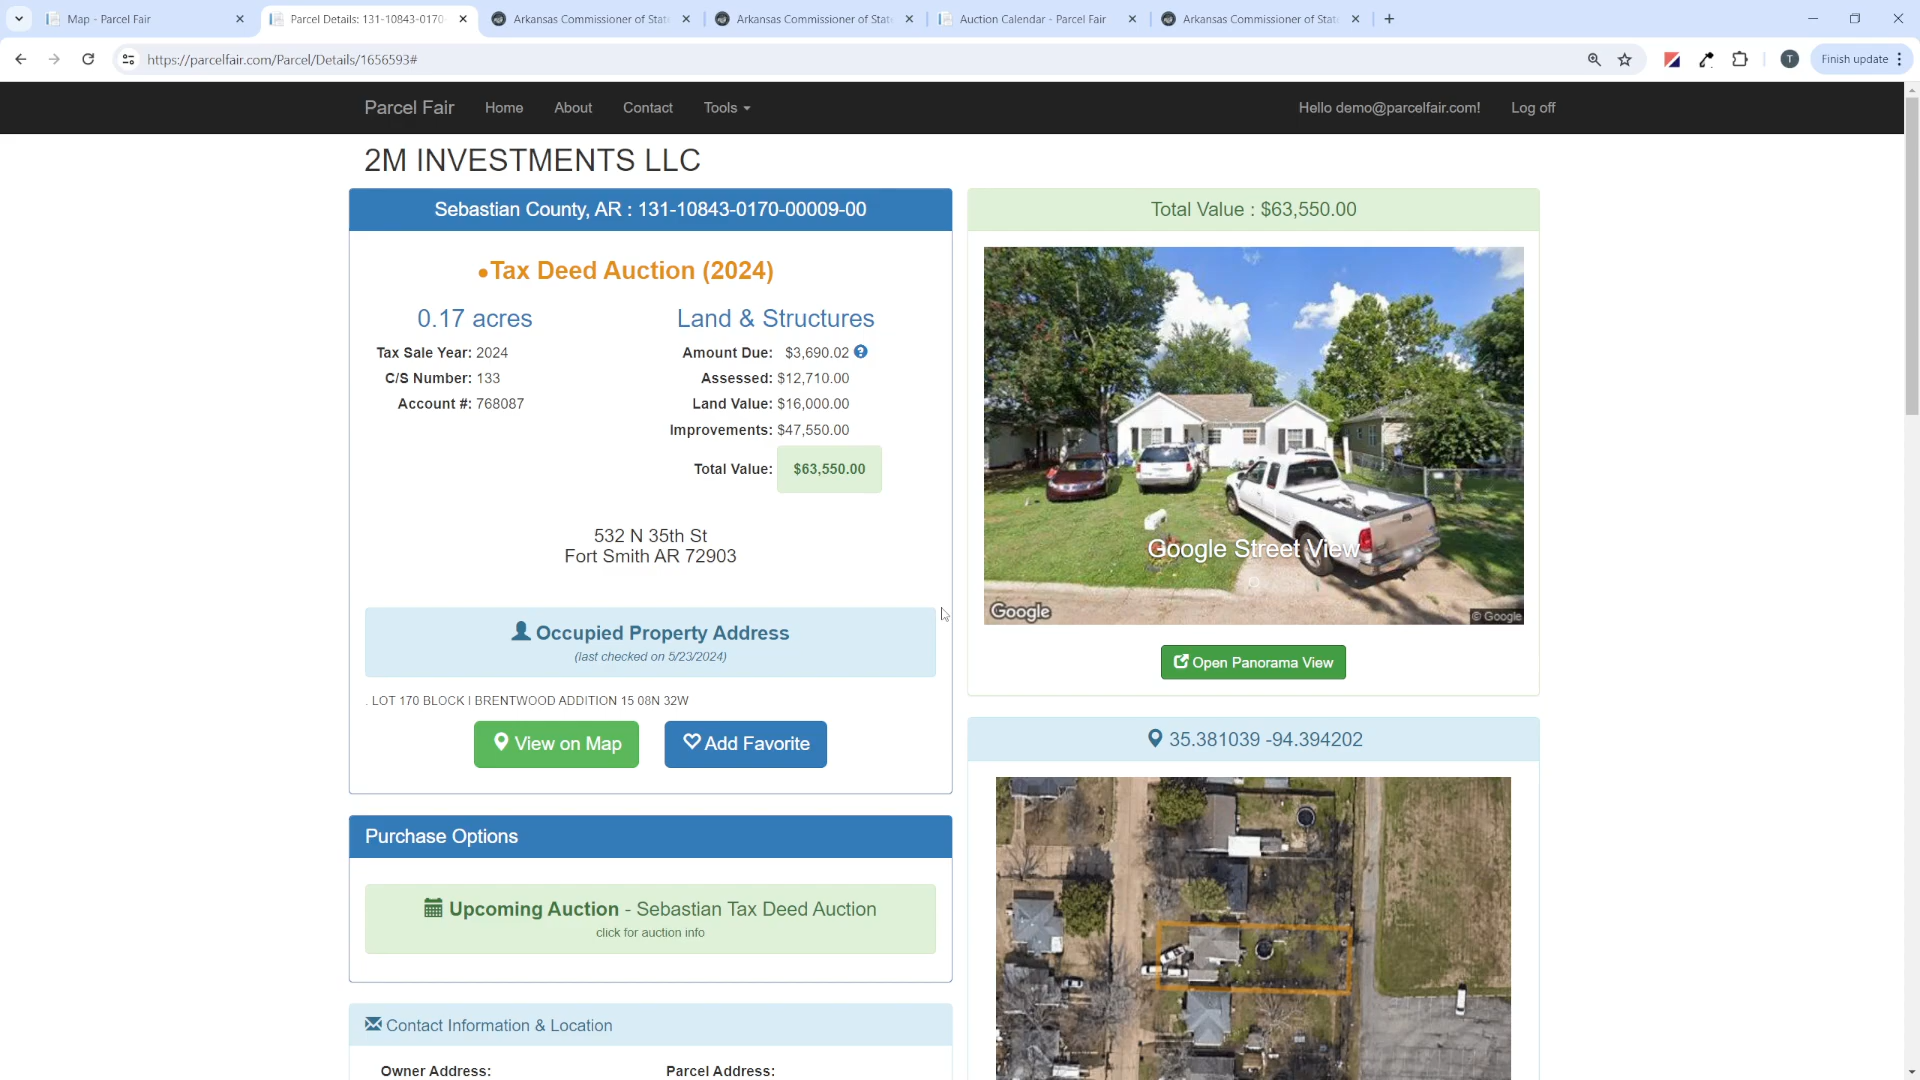 Map - Parcel Fair
Parcel Details: 131-10843-0170
Arkansas Commissioner of Stat
Arkansas Commissioner of Stat
Auction Calendar - Parcel Fair
Arkansas Commissioner of Stat
https://parcelfair.com/Parcel/Details/1656593#
T
Finish update
Parcel Fair
Home
About
Contact
Tools
Hello demo@parcelfair.com!
Log off
2M INVESTMENTS LLC
Sebastian County, AR : 131-10843-0170-00009-00
•Tax Deed Auction (2024)
0.17 acres
Tax Sale Year: 2024
C/S Number: 133
Account #: 768087
Land & Structures
Amount Due: $3,690.02
Assessed: $12,710.00
Land Value: $16,000.00
Improvements: $47,550.00
Total Value: $63,550.00
532 N 35th St
Fort Smith AR 72903
Occupied Property Address
(last checked on 5/23/2024)
. LOT 170 BLOCK I BRENTWOOD ADDITION 15 08N 32W
View on Map
Add Favorite
Purchase Options
Upcoming Auction - Sebastian Tax Deed Auction
click for auction info
Contact Information & Location
Owner Address:
Parcel Address:
Total Value : $63,550.00
Google Street View
Google
© Google
Open Panorama View
35.381039 -94.394202